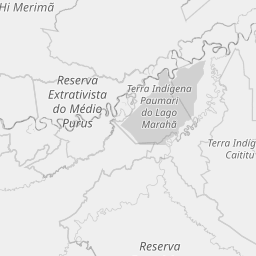 Hi Merimã
Reserva
Extrativista
do Médio
Purus
Terra Indígena
Paumari
do Lago
Marahã
Terra Indíg
Caititu
Reserva